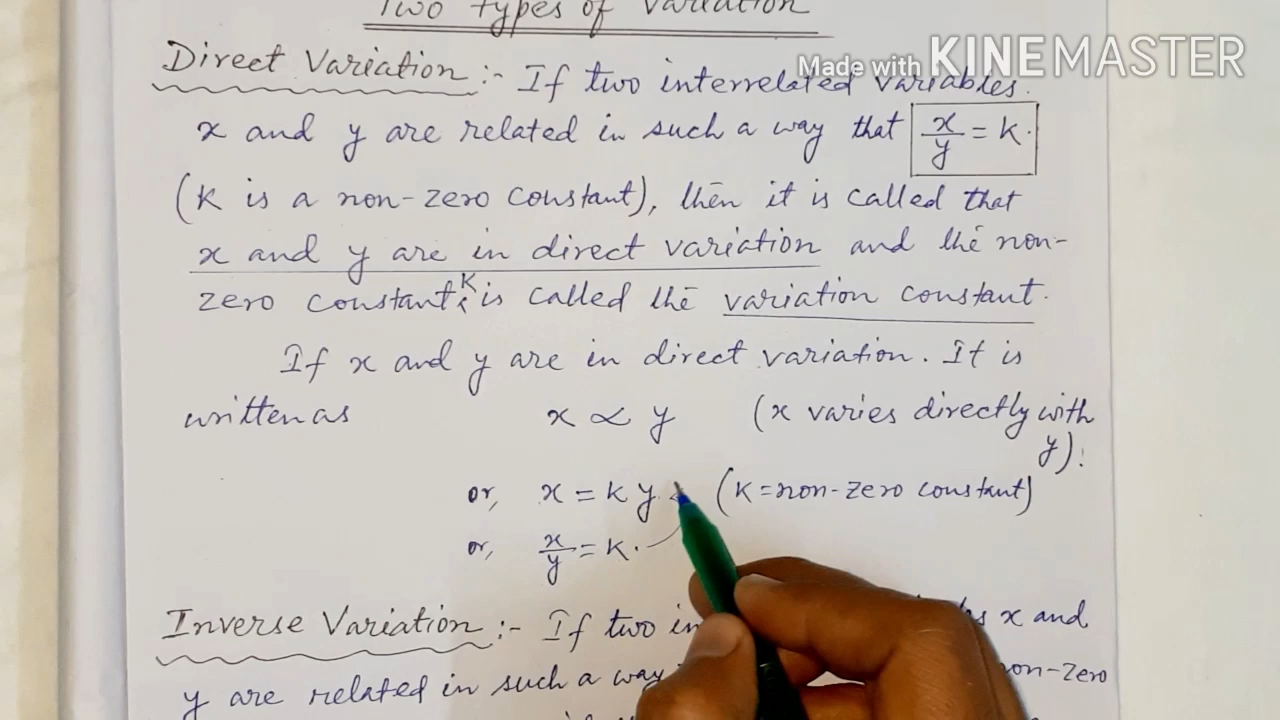 Two types of Variation
Made with KINEMASTER
Direct Variation :- If two interrelated variables.
x and y are related in such a way that x/y = K.
(K is a non-zero constant), then it is called that
x and y are in direct variation and the non-
zero constant K is called the variation constant.
If x and y are in direct variation. It is
written as x ∝ y (x varies directly with
y).
or, x = K y (K = non-zero constant)
or, x/y = K.
Inverse Variation :- If two in x and
y are related in such a way non-zero